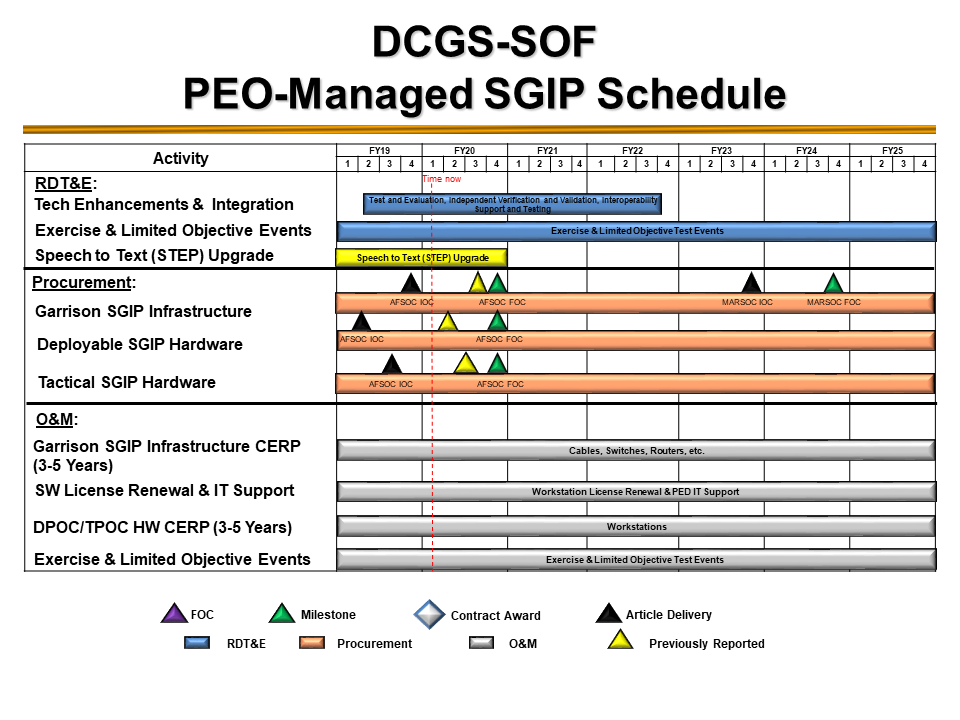 DCGS-SOF
PEO-Managed SGIP Schedule
Activity
FY19 FY20 FY21 FY22 FY23 FY24 FY25
1 2 3 4 1 2 3 4 1 2 3 4 1 2 3 4 1 2 3 4 1 2 3 4 1 2 3 4
Time now
RDT&E:
Tech Enhancements & Integration
Test and Evaluation, Independent Verification and Validation, Interoperability
Support and Testing
Exercise & Limited Objective Events
Exercise & Limited Objective Test Events
Speech to Text (STEP) Upgrade
Speech to Text (STEP) Upgrade
Procurement:
Garrison SGIP Infrastructure
AFSOC IOC AFSOC FOC MARSOC IOC MARSOC FOC
Deployable SGIP Hardware
AFSOC IOC AFSOC FOC
Tactical SGIP Hardware
AFSOC IOC AFSOC FOC
O&M:
Garrison SGIP Infrastructure CERP
(3-5 Years)
Cables, Switches, Routers, etc.
SW License Renewal & IT Support
Workstation License Renewal & PED IT Support
DPOC/TPOC HW CERP (3-5 Years)
Workstations
Exercise & Limited Objective Events
Exercise & Limited Objective Test Events
FOC Milestone Contract Award Article Delivery
RDT&E Procurement O&M Previously Reported